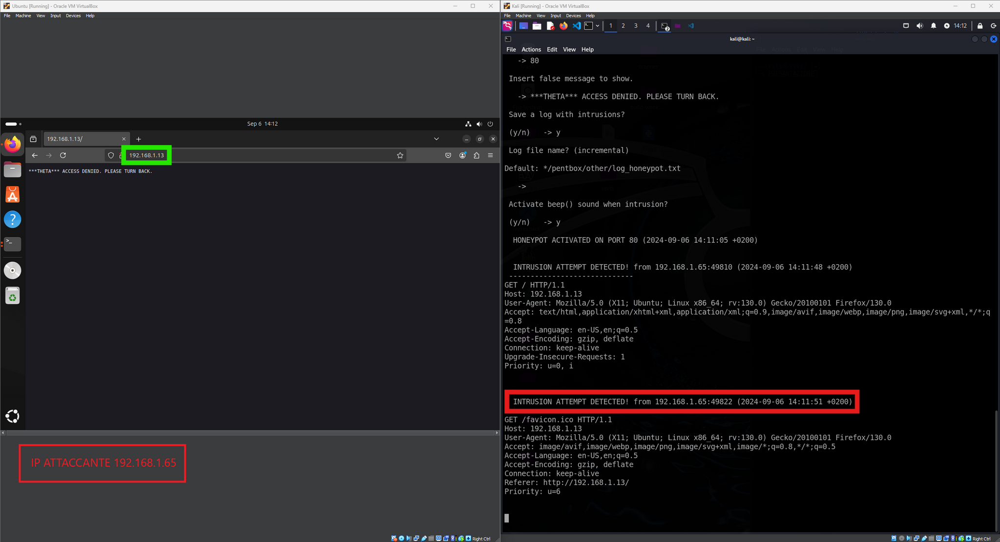 Ubuntu [Running] - Oracle VM VirtualBox
File Machine View Input Devices Help
Sep 6 14:12
192.168.1.13/
192.168.1.13
***THETA*** ACCESS DENIED. PLEASE TURN BACK.
IP ATTACCANTE 192.168.1.65
Right Ctrl
Kali [Running] - Oracle VM VirtualBox
File Machine View Input Devices Help
1 2 3 4 2 14:12
kali@kali: ~
File Actions Edit View Help
-> 80
Insert false message to show.
-> ***THETA*** ACCESS DENIED. PLEASE TURN BACK.
Save a log with intrusions?
(y/n) -> y
Log file name? (incremental)
Default: */pentbox/other/log_honeypot.txt
->
Activate beep() sound when intrusion?
(y/n) -> y
HONEYPOT ACTIVATED ON PORT 80 (2024-09-06 14:11:05 +0200)
INTRUSION ATTEMPT DETECTED! from 192.168.1.65:49810 (2024-09-06 14:11:48 +0200)
-----------------------------
GET / HTTP/1.1
Host: 192.168.1.13
User-Agent: Mozilla/5.0 (X11; Ubuntu; Linux x86_64; rv:130.0) Gecko/20100101 Firefox/130.0
Accept: text/html,application/xhtml+xml,application/xml;q=0.9,image/avif,image/webp,image/png,image/svg+xml,*/*;q
=0.8
Accept-Language: en-US,en;q=0.5
Accept-Encoding: gzip, deflate
Connection: keep-alive
Upgrade-Insecure-Requests: 1
Priority: u=0, i
INTRUSION ATTEMPT DETECTED! from 192.168.1.65:49822 (2024-09-06 14:11:51 +0200)
GET /favicon.ico HTTP/1.1
Host: 192.168.1.13
User-Agent: Mozilla/5.0 (X11; Ubuntu; Linux x86_64; rv:130.0) Gecko/20100101 Firefox/130.0
Accept: image/avif,image/webp,image/png,image/svg+xml,image/*;q=0.8,*/*;q=0.5
Accept-Language: en-US,en;q=0.5
Accept-Encoding: gzip, deflate
Connection: keep-alive
Referer: http://192.168.1.13/
Priority: u=6
Right Ctrl